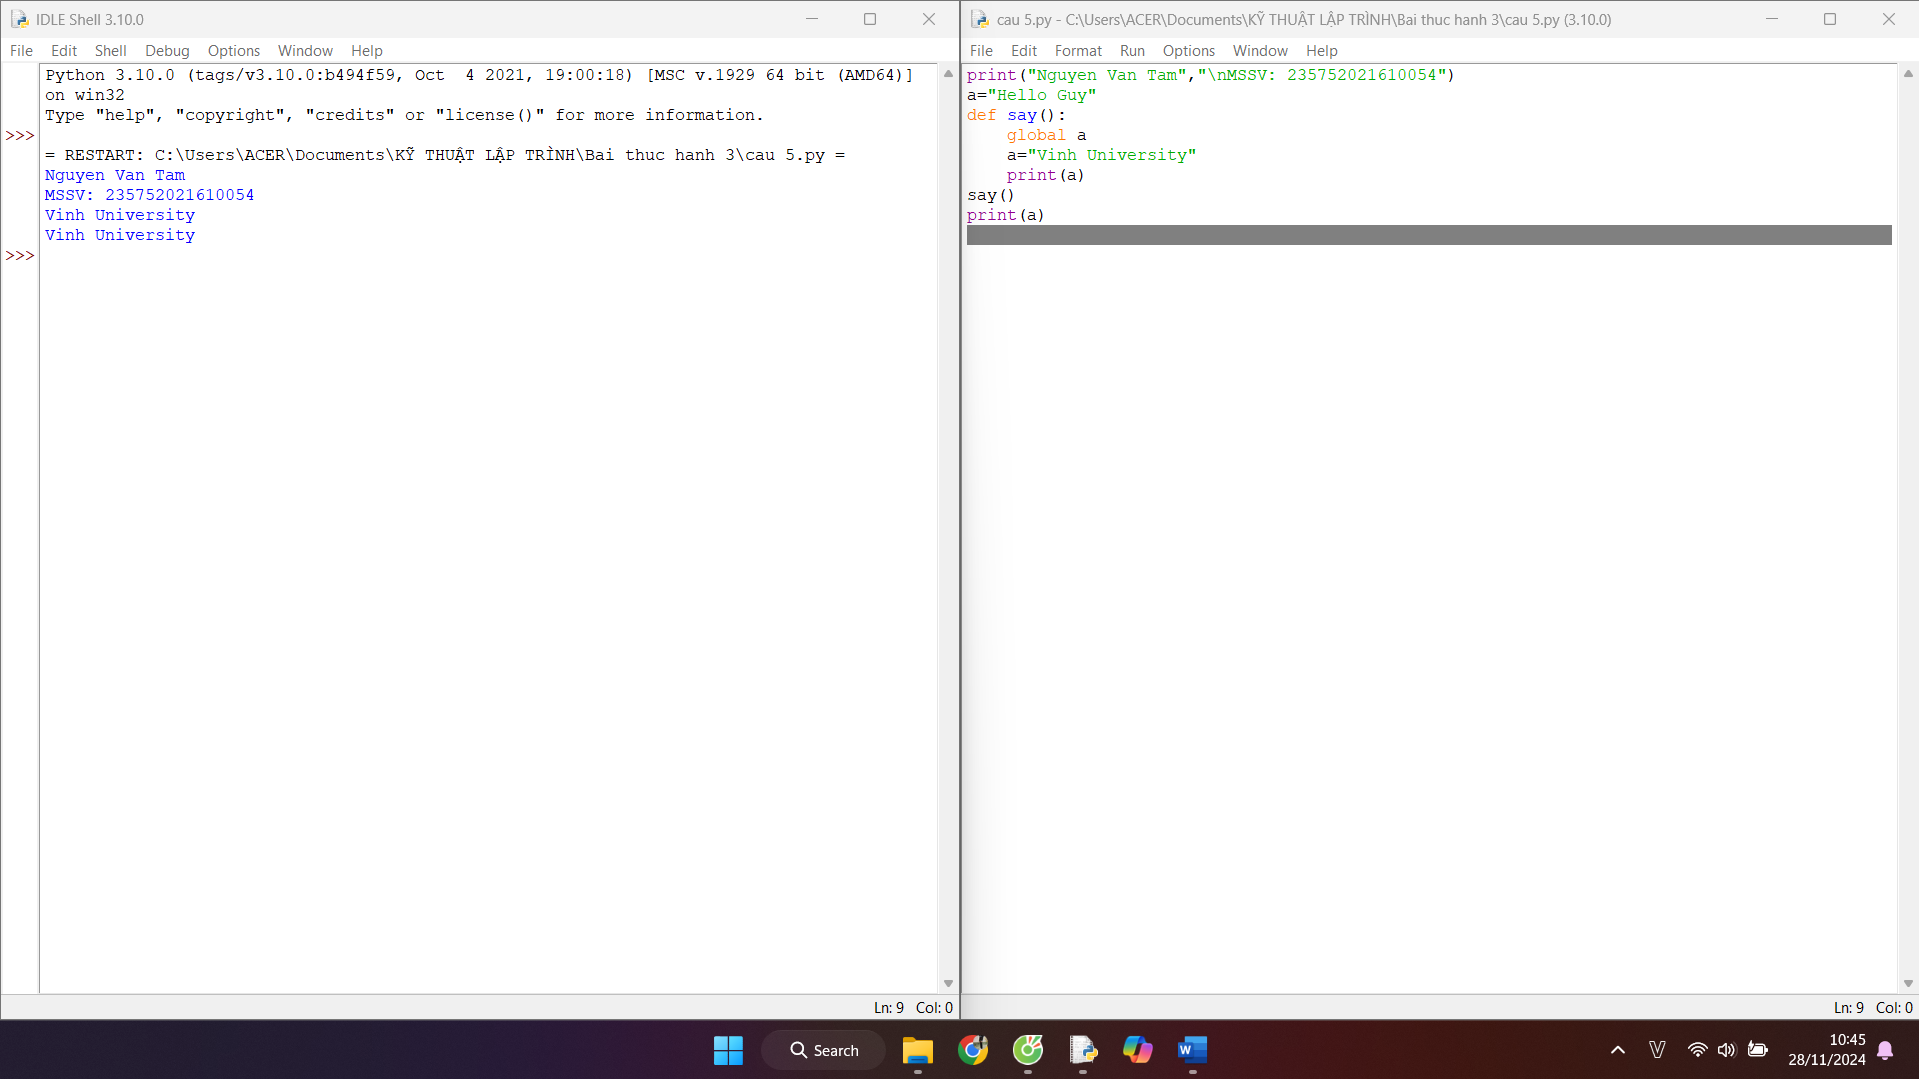 IDLE Shell 3.10.0
File Edit Shell Debug Options Window Help
Python 3.10.0 (tags/v3.10.0:b494f59, Oct  4 2021, 19:00:18) [MSC v.1929 64 bit (AMD64)]
on win32
Type "help", "copyright", "credits" or "license()" for more information.
>>>
= RESTART: C:\Users\ACER\Documents\KỸ THUẬT LẬP TRÌNH\Bai thuc hanh 3\cau 5.py =
Nguyen Van Tam
MSSV: 235752021610054
Vinh University
Vinh University
>>>
Ln: 9 Col: 0
cau 5.py - C:\Users\ACER\Documents\KỸ THUẬT LẬP TRÌNH\Bai thuc hanh 3\cau 5.py (3.10.0)
File Edit Format Run Options Window Help
print("Nguyen Van Tam","\nMSSV: 235752021610054")
a="Hello Guy"
def say():
    global a
    a="Vinh University"
    print(a)
say()
print(a)
Ln: 9 Col: 0
Search
V
10:45
28/11/2024